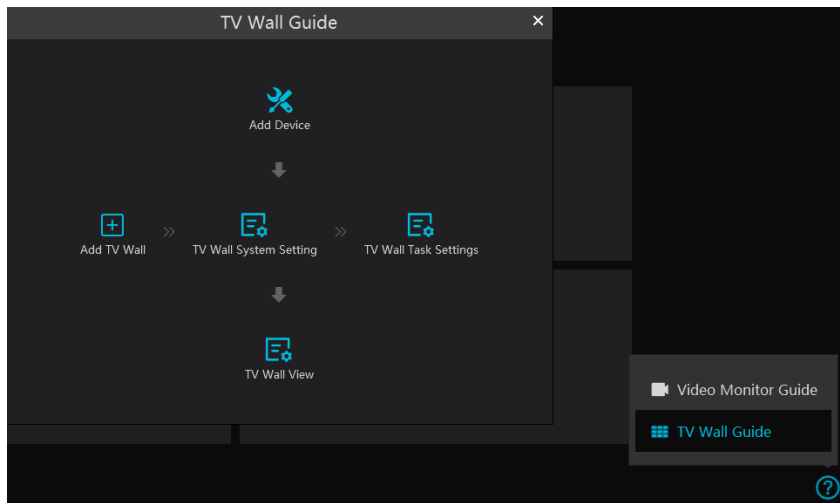 TV Wall Guide
Add Device
Add TV Wall
TV Wall System Setting
TV Wall Task Settings
TV Wall View
Video Monitor Guide
TV Wall Guide